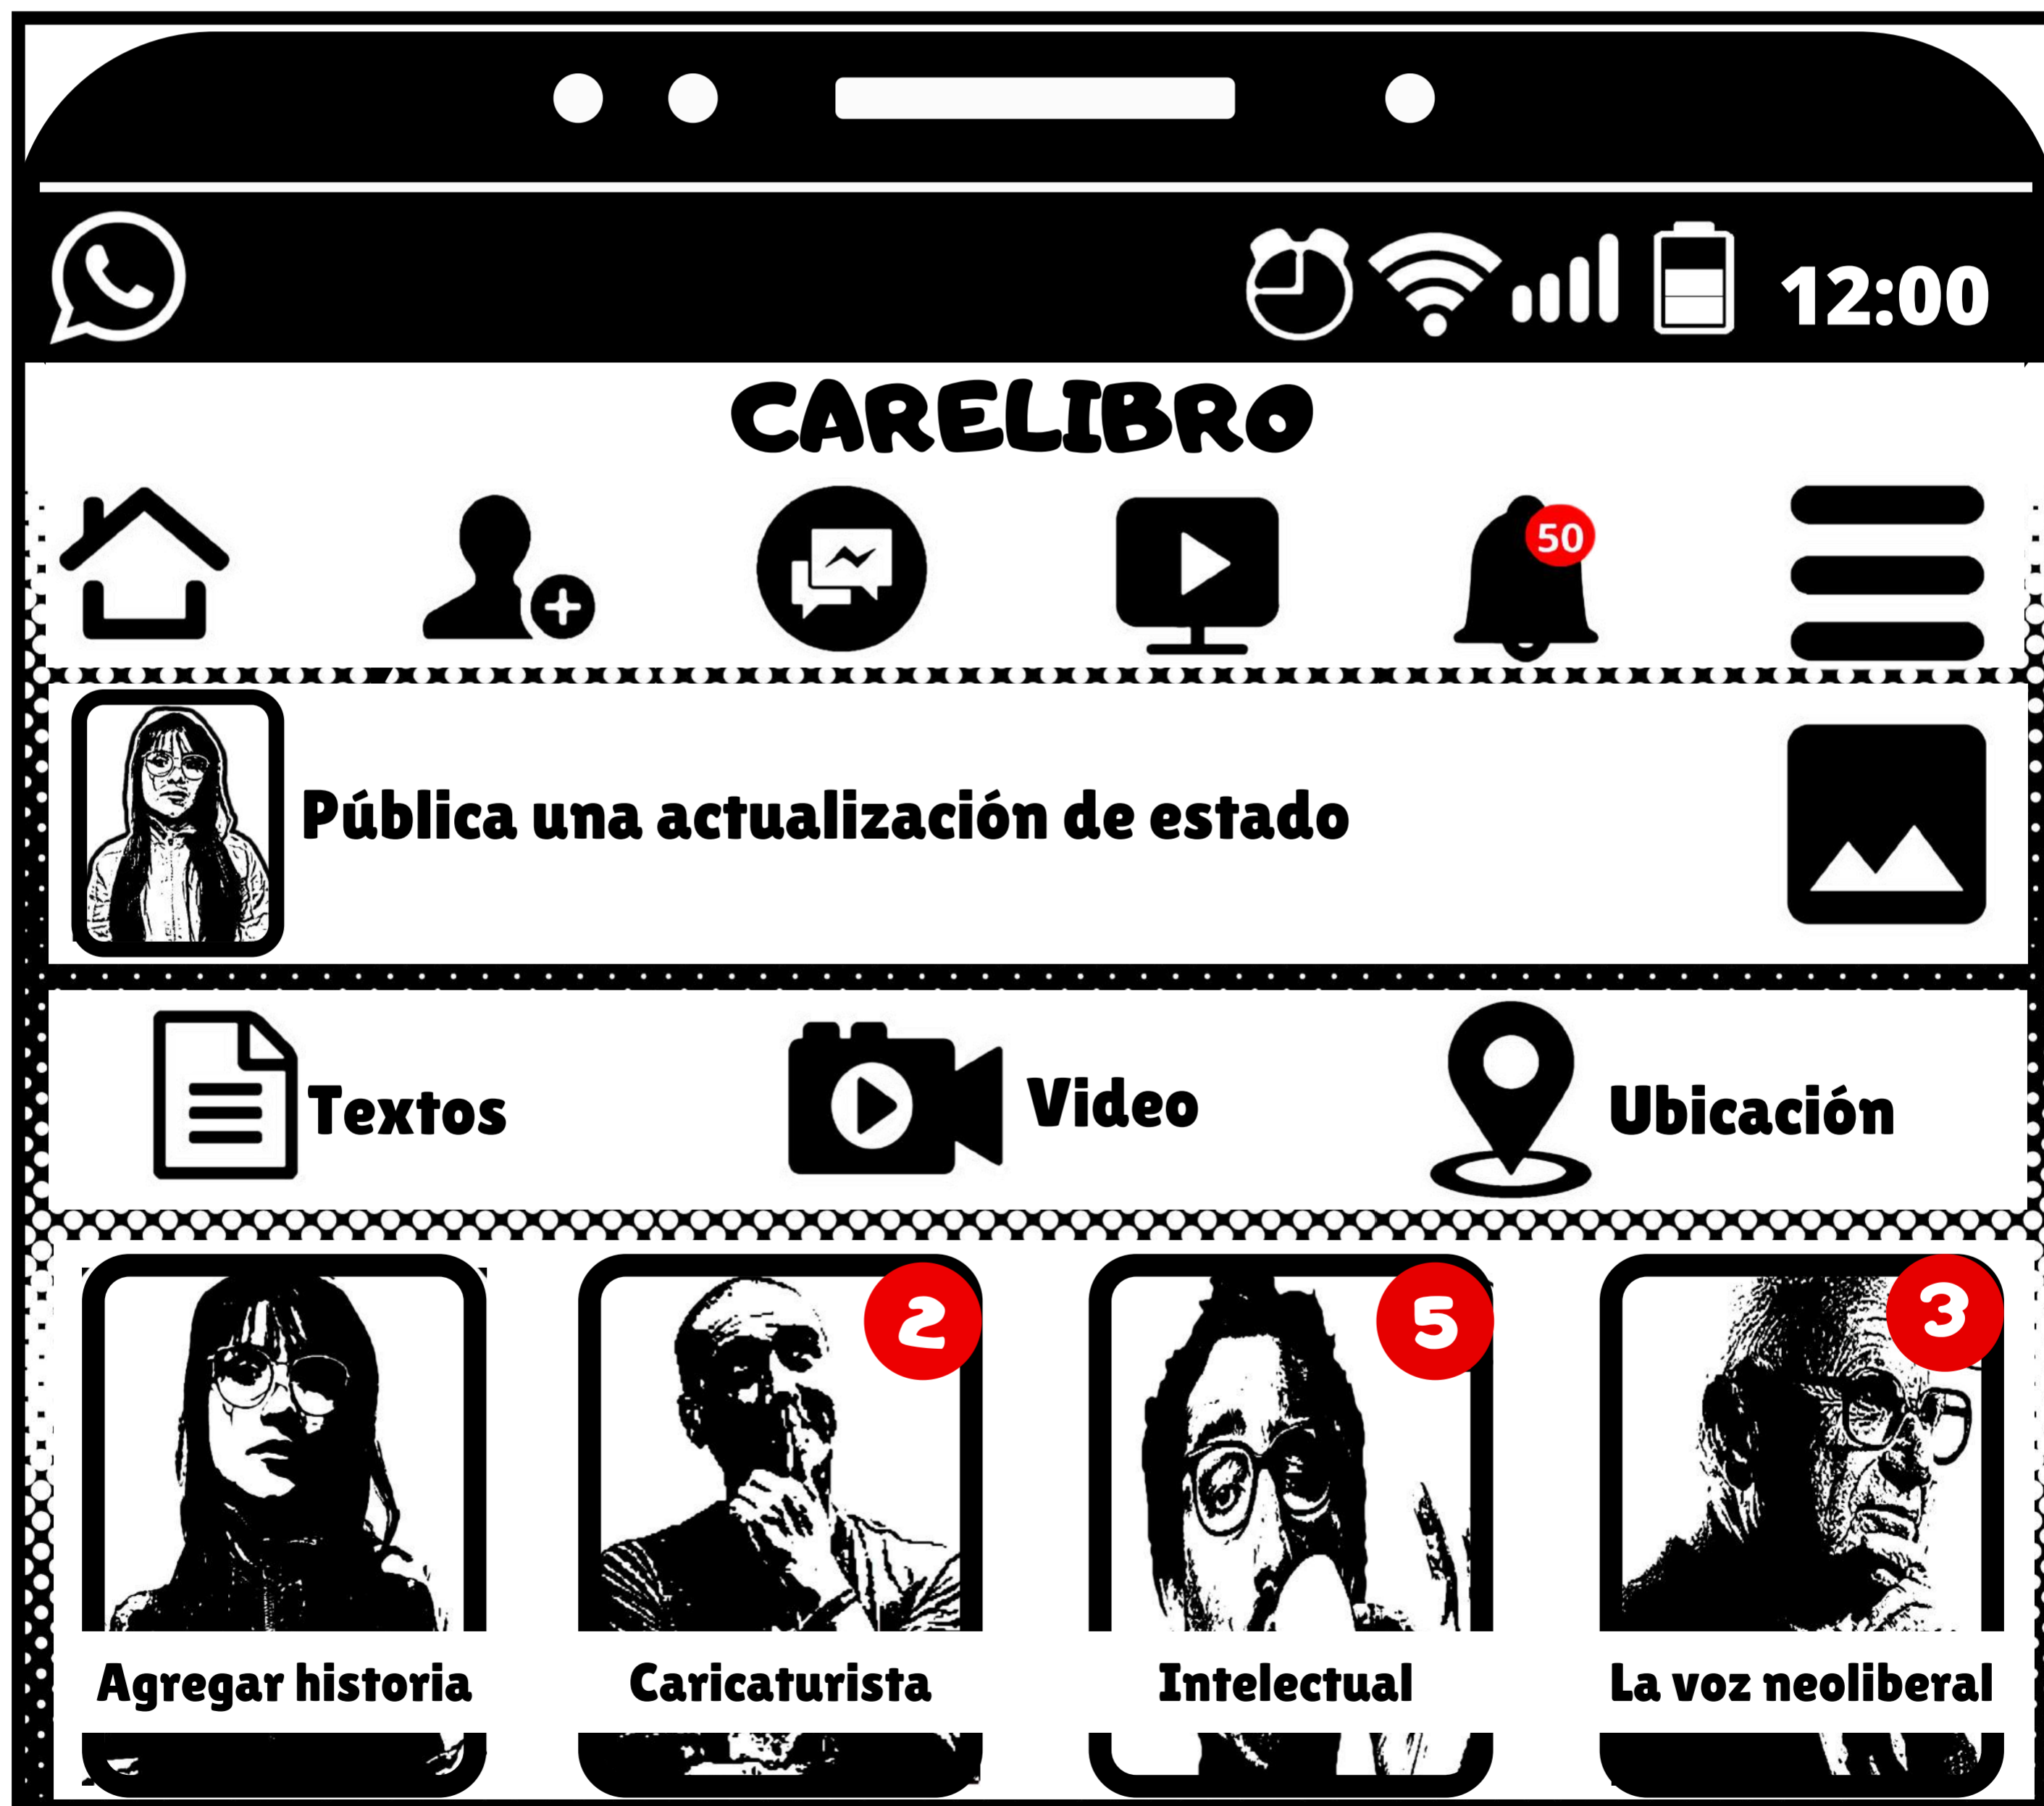 12:00
CARELIBRO
50
Pública una actualización de estado
Textos Video Ubicación
2 5 3
Agregar historia Caricaturista Intelectual La voz neoliberal